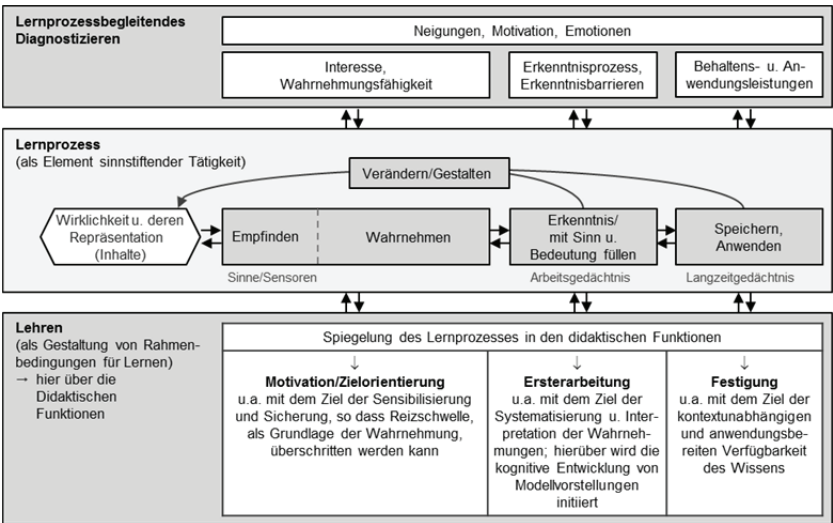 Lernprozessbegleitendes
Diagnostizieren
Neigungen, Motivation, Emotionen
Interesse,
Wahrnehmungsfähigkeit
Erkenntnisprozess,
Erkenntnisbarrieren
Behaltens- u. An-
wendungsleistungen
Lernprozess
(als Element sinnstiftender Tätigkeit)
Verändern/Gestalten
Wirklichkeit u. deren
Repräsentation
(Inhalte)
Empfinden
Wahrnehmen
Erkenntnis/
mit Sinn u.
Bedeutung füllen
Speichern,
Anwenden
Sinne/Sensoren
Arbeitsgedächtnis
Langzeitgedächtnis
Lehren
(als Gestaltung von Rahmen-
bedingungen für Lernen)
→ hier über die
Didaktischen
Funktionen
Spiegelung des Lernprozesses in den didaktischen Funktionen
↓
Motivation/Zielorientierung
u.a. mit dem Ziel der Sensibilisierung
und Sicherung, so dass Reizschwelle,
als Grundlage der Wahrnehmung,
überschritten werden kann
↓
Ersterarbeitung
u.a. mit dem Ziel der
Systematisierung u. Inter-
pretation der Wahrneh-
mungen; hierüber wird die
kognitive Entwicklung von
Modellvorstellungen
initiiert
↓
Festigung
u.a. mit dem Ziel der
kontextunabhängigen
und anwendungsbe-
reiten Verfügbarkeit
des Wissens